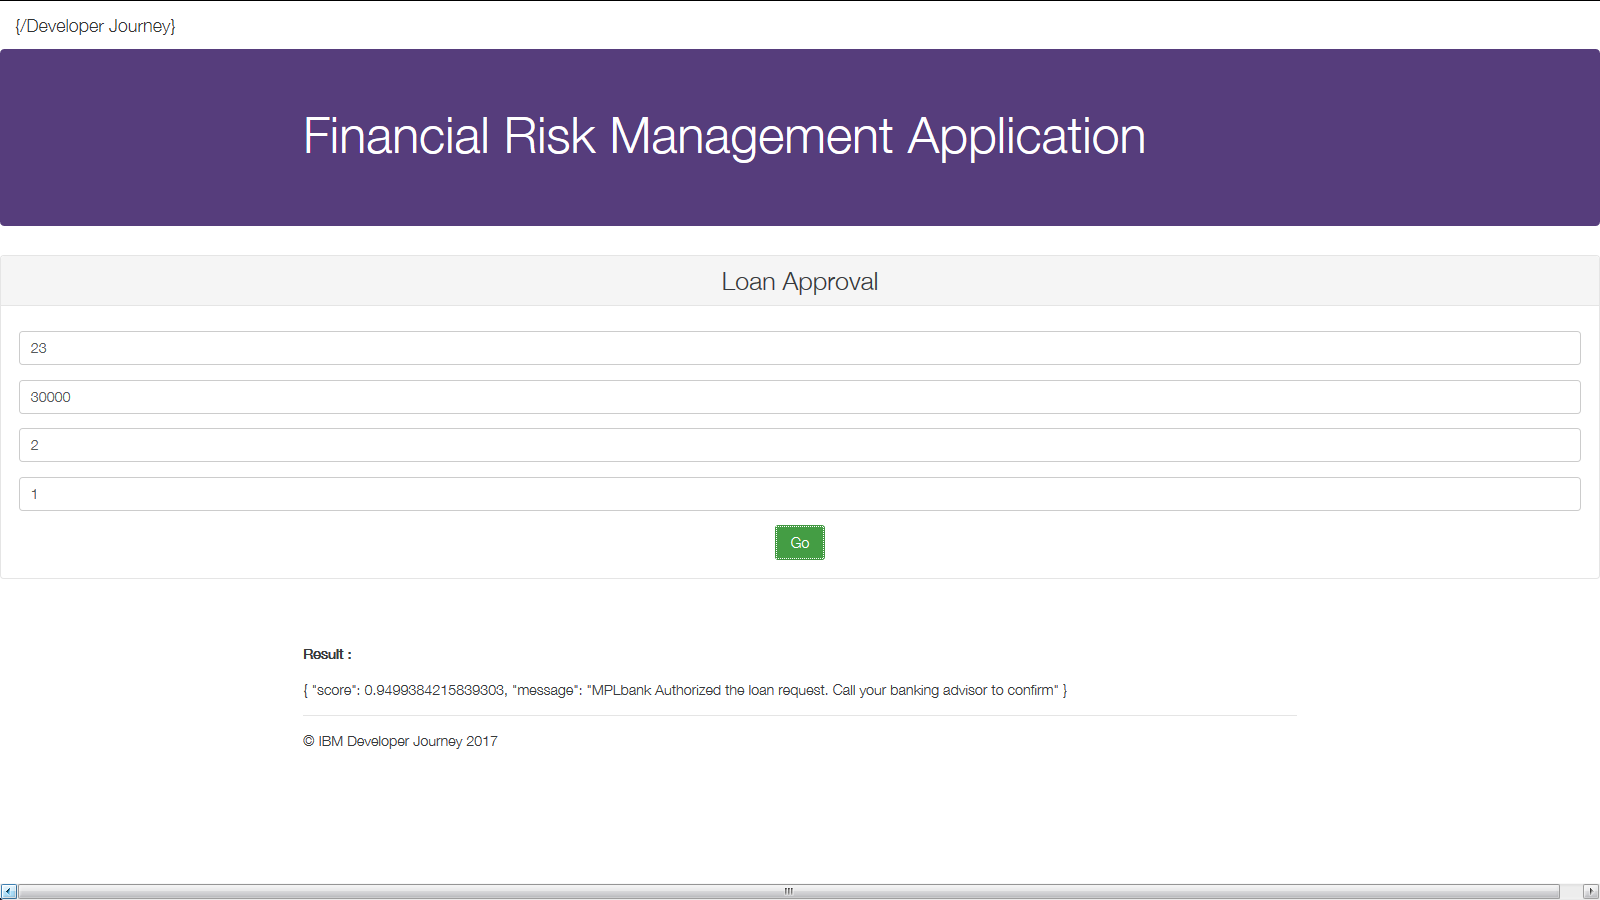 {/Developer Journey}
Financial Risk Management Application
Loan Approval
23
30000
2
1
Go
Result :
{ "score": 0.9499384215839303, "message": "MPLbank Authorized the loan request. Call your banking advisor to confirm" }
© IBM Developer Journey 2017